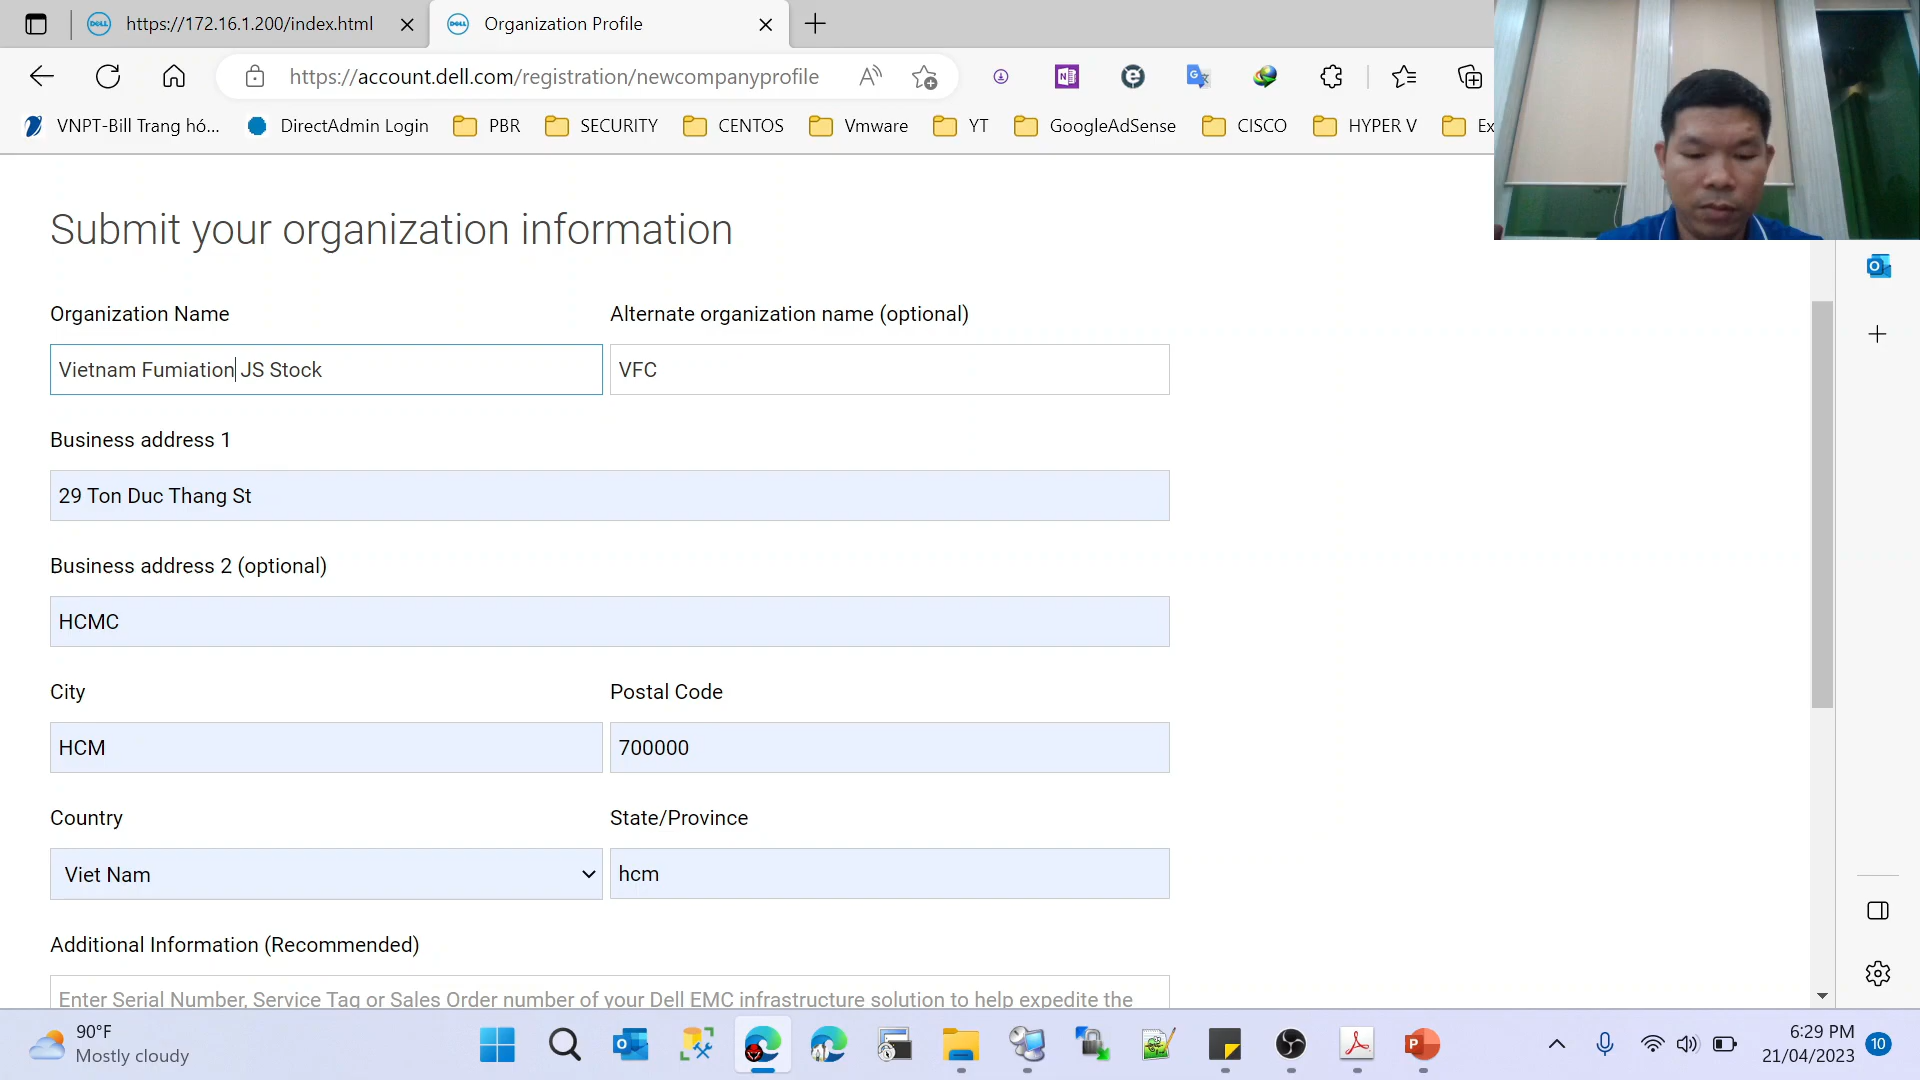 https://172.16.1.200/index.html
Organization Profile
https://account.dell.com/registration/newcompanyprofile
VNPT-Bill Trang hó...
DirectAdmin Login
PBR
SECURITY
CENTOS
Vmware
YT
GoogleAdSense
CISCO
HYPER V
Ex
Submit your organization information
Organization Name
Alternate organization name (optional)
Vietnam Fumiation JS Stock
VFC
Business address 1
29 Ton Duc Thang St
Business address 2 (optional)
HCMC
City
Postal Code
HCM
700000
Country
State/Province
Viet Nam
hcm
Additional Information (Recommended)
Enter Serial Number, Service Tag or Sales Order number of your Dell EMC infrastructure solution to help expedite the
90°F
Mostly cloudy
6:29 PM
21/04/2023
10